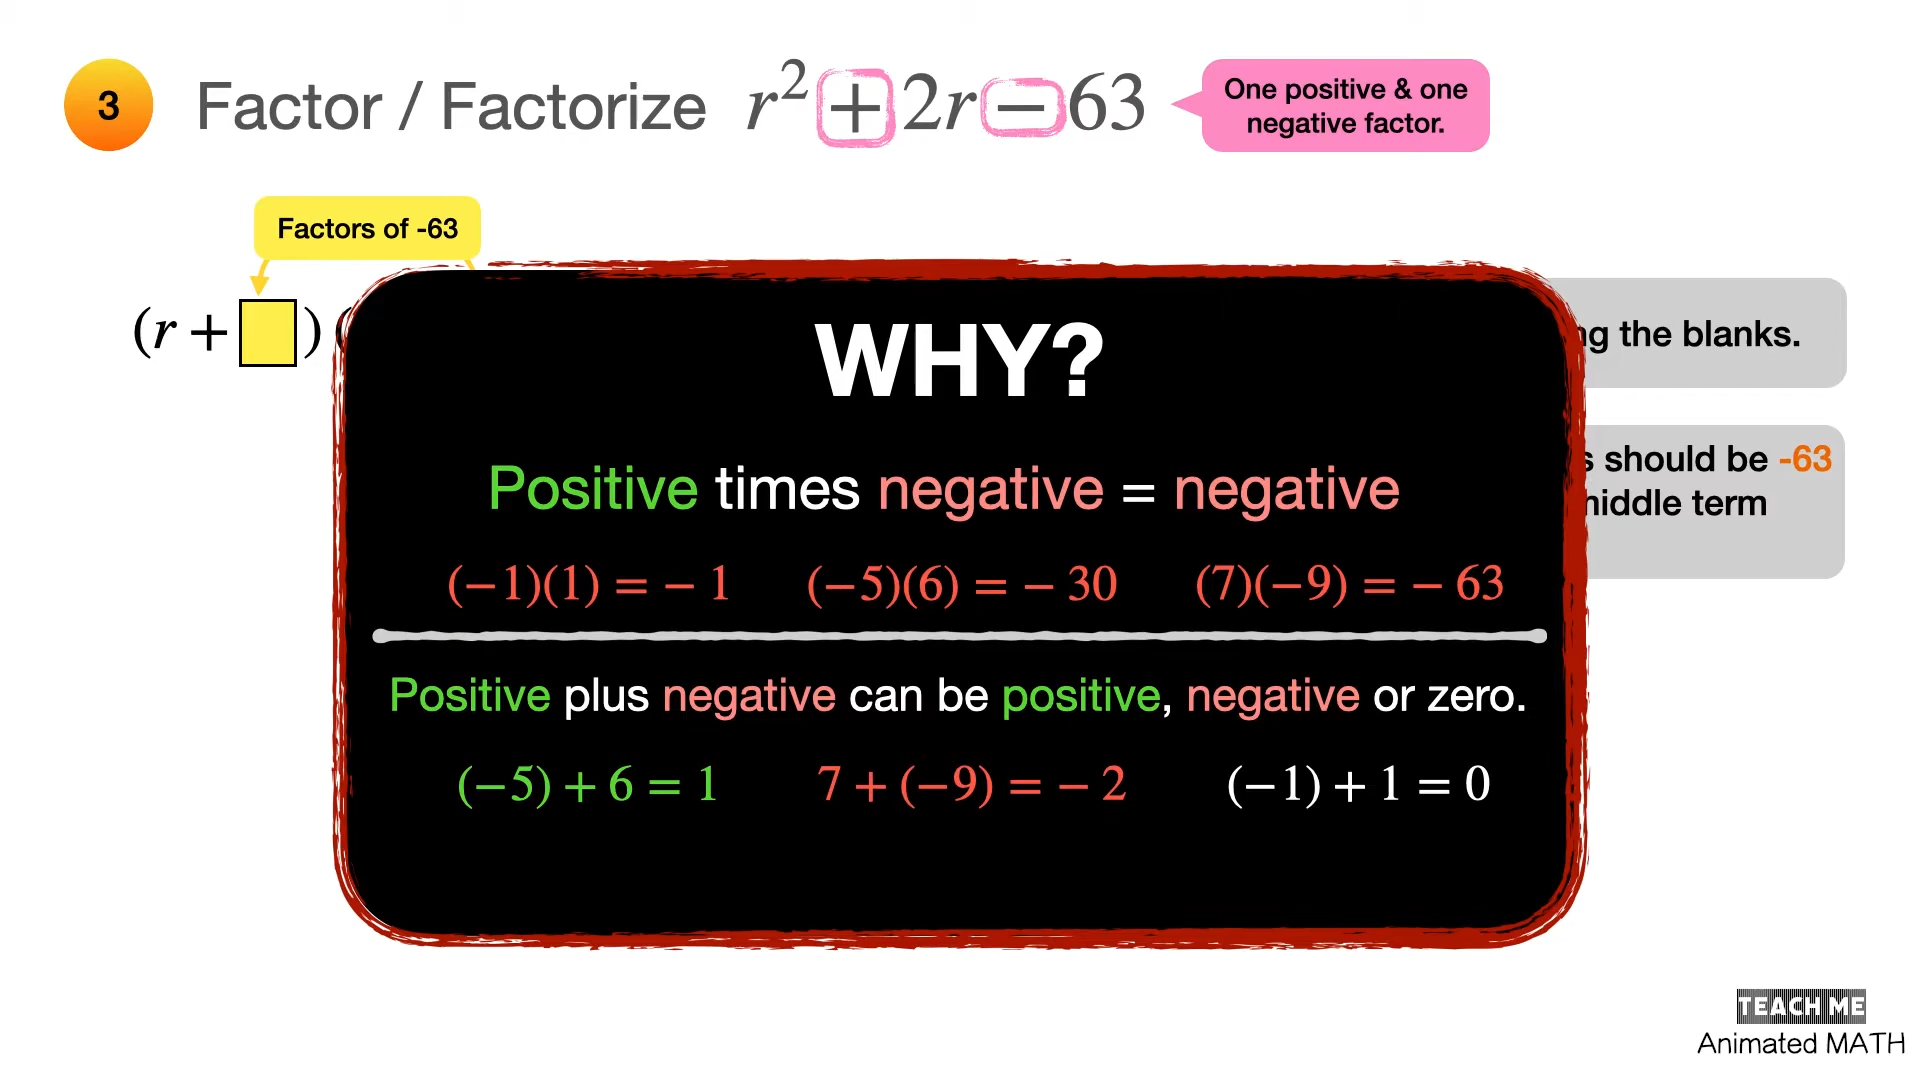 3 Factor / Factorize r² + 2r − 63
One positive & one
negative factor.
Factors of -63
(r + ) (
the blanks.
should be -63
term
WHY?
Positive times negative = negative
(−1)(1) = − 1 (−5)(6) = − 30 (7)(−9) = − 63
Positive plus negative can be positive, negative or zero.
(−5) + 6 = 1 7 + (−9) = − 2 (−1) + 1 = 0
TEACH ME
Animated MATH